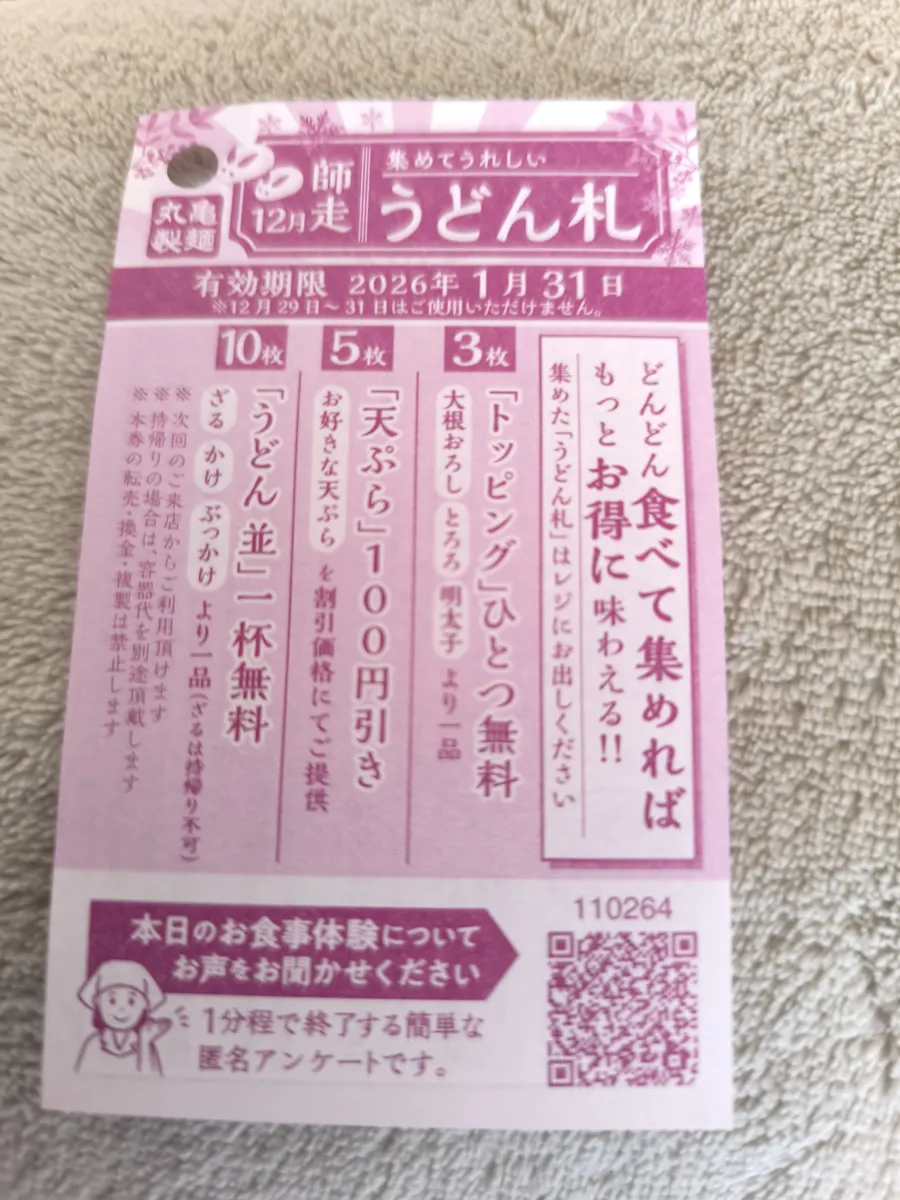 丸亀
製麺
師走
12月
集めてうれしい
うどん札
有効期限 2026年1月31日
※12月29日～31日はご使用いただけません。
どんどん食べて集めれば
もっとお得に味わえる!!
集めた「うどん札」はレジにお出しください
3枚
「トッピング」ひとつ無料
大根おろし とろろ 明太子 より一品
5枚
「天ぷら」100円引き
お好きな天ぷら を割引価格にてご提供
10枚
「うどん 並」一杯無料
ざる かけ ぶっかけ より一品(ざるは持帰り不可)
※次回のご来店からご利用頂けます
※持帰りの場合は、容器代を別途頂戴します
※本券の転売・換金・複製は禁止します
本日のお食事体験について
お声をお聞かせください
1分程で終了する簡単な
匿名アンケートです。
110264